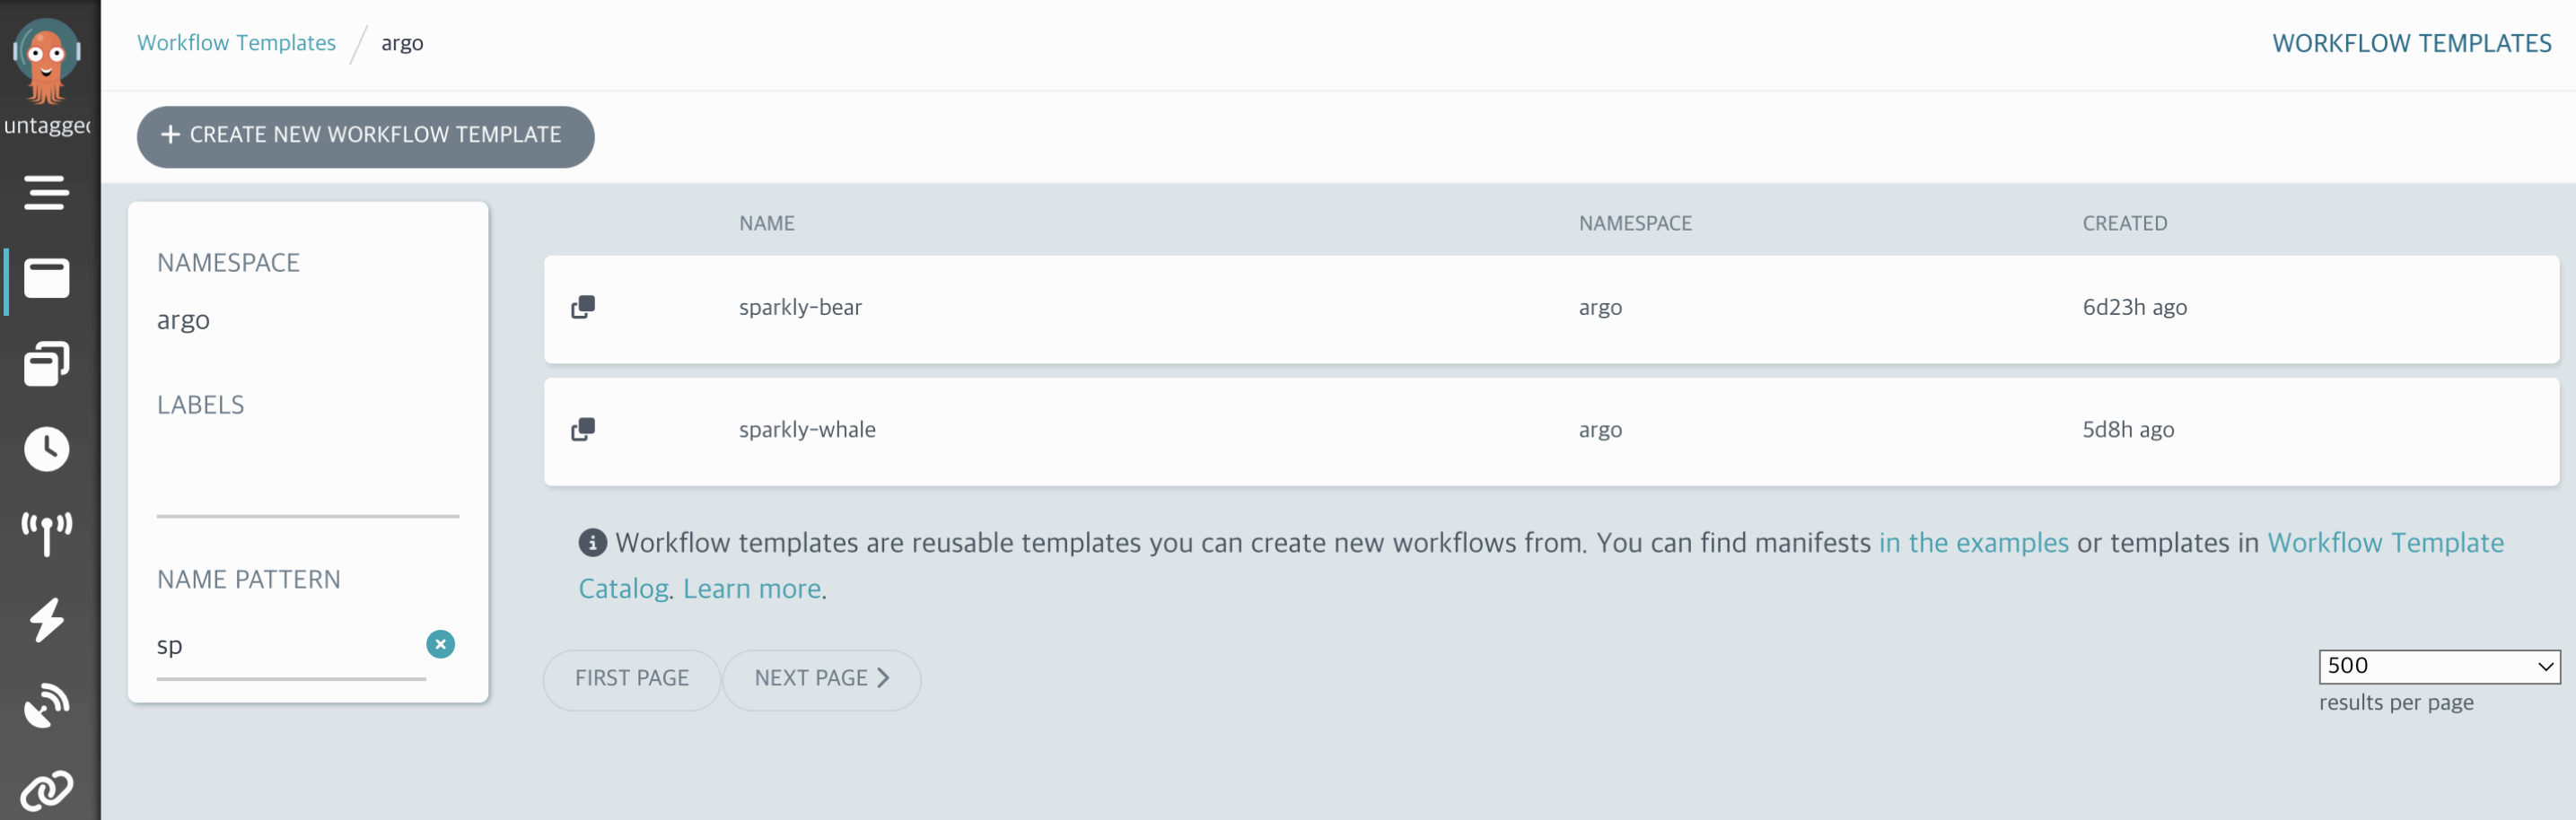 untagged
Workflow Templates / argo
WORKFLOW TEMPLATES
+ CREATE NEW WORKFLOW TEMPLATE
NAMESPACE
argo
LABELS
NAME PATTERN
sp
NAME NAMESPACE CREATED
sparkly-bear argo 6d23h ago
sparkly-whale argo 5d8h ago
Workflow templates are reusable templates you can create new workflows from. You can find manifests in the examples or templates in Workflow Template
Catalog. Learn more.
FIRST PAGE NEXT PAGE
500
results per page